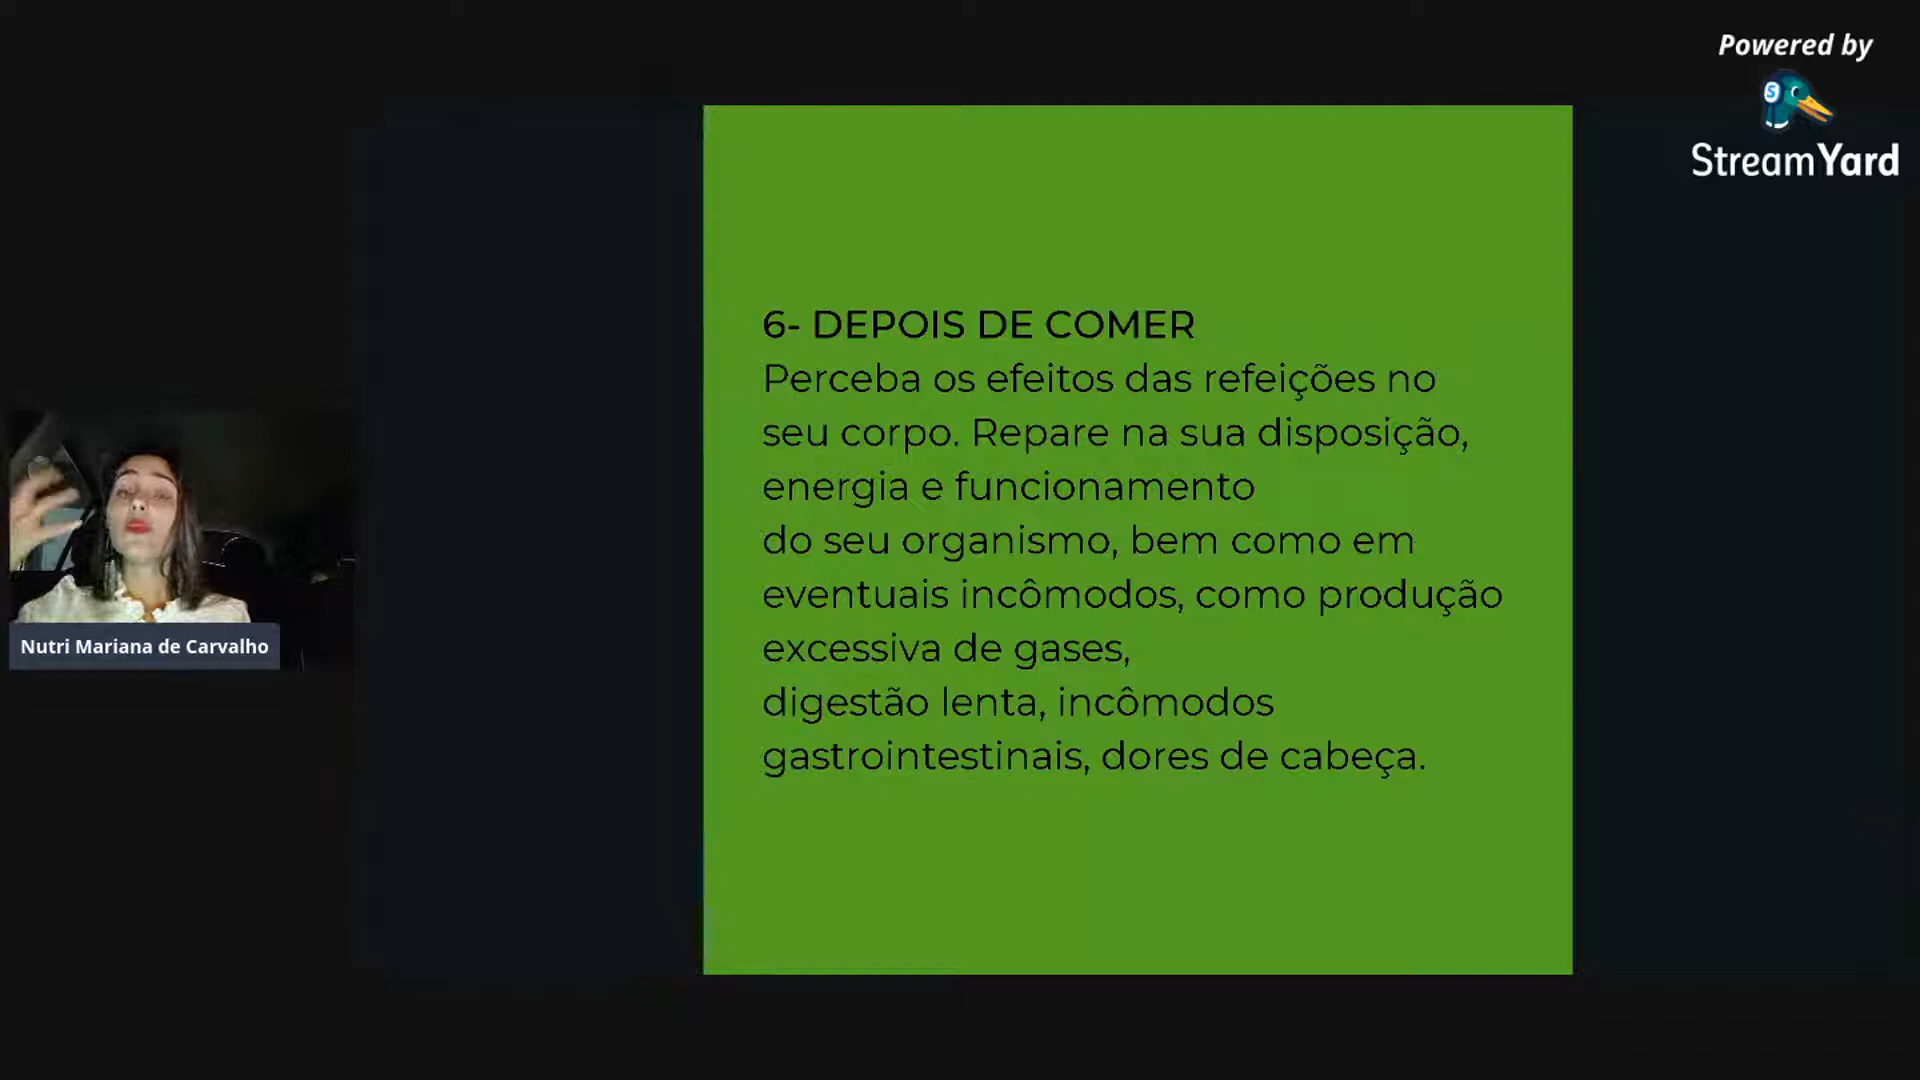 Powered by
StreamYard
6- DEPOIS DE COMER
Perceba os efeitos das refeições no
seu corpo. Repare na sua disposição,
energia e funcionamento
do seu organismo, bem como em
eventuais incômodos, como produção
excessiva de gases,
digestão lenta, incômodos
gastrointestinais, dores de cabeça.
Nutri Mariana de Carvalho